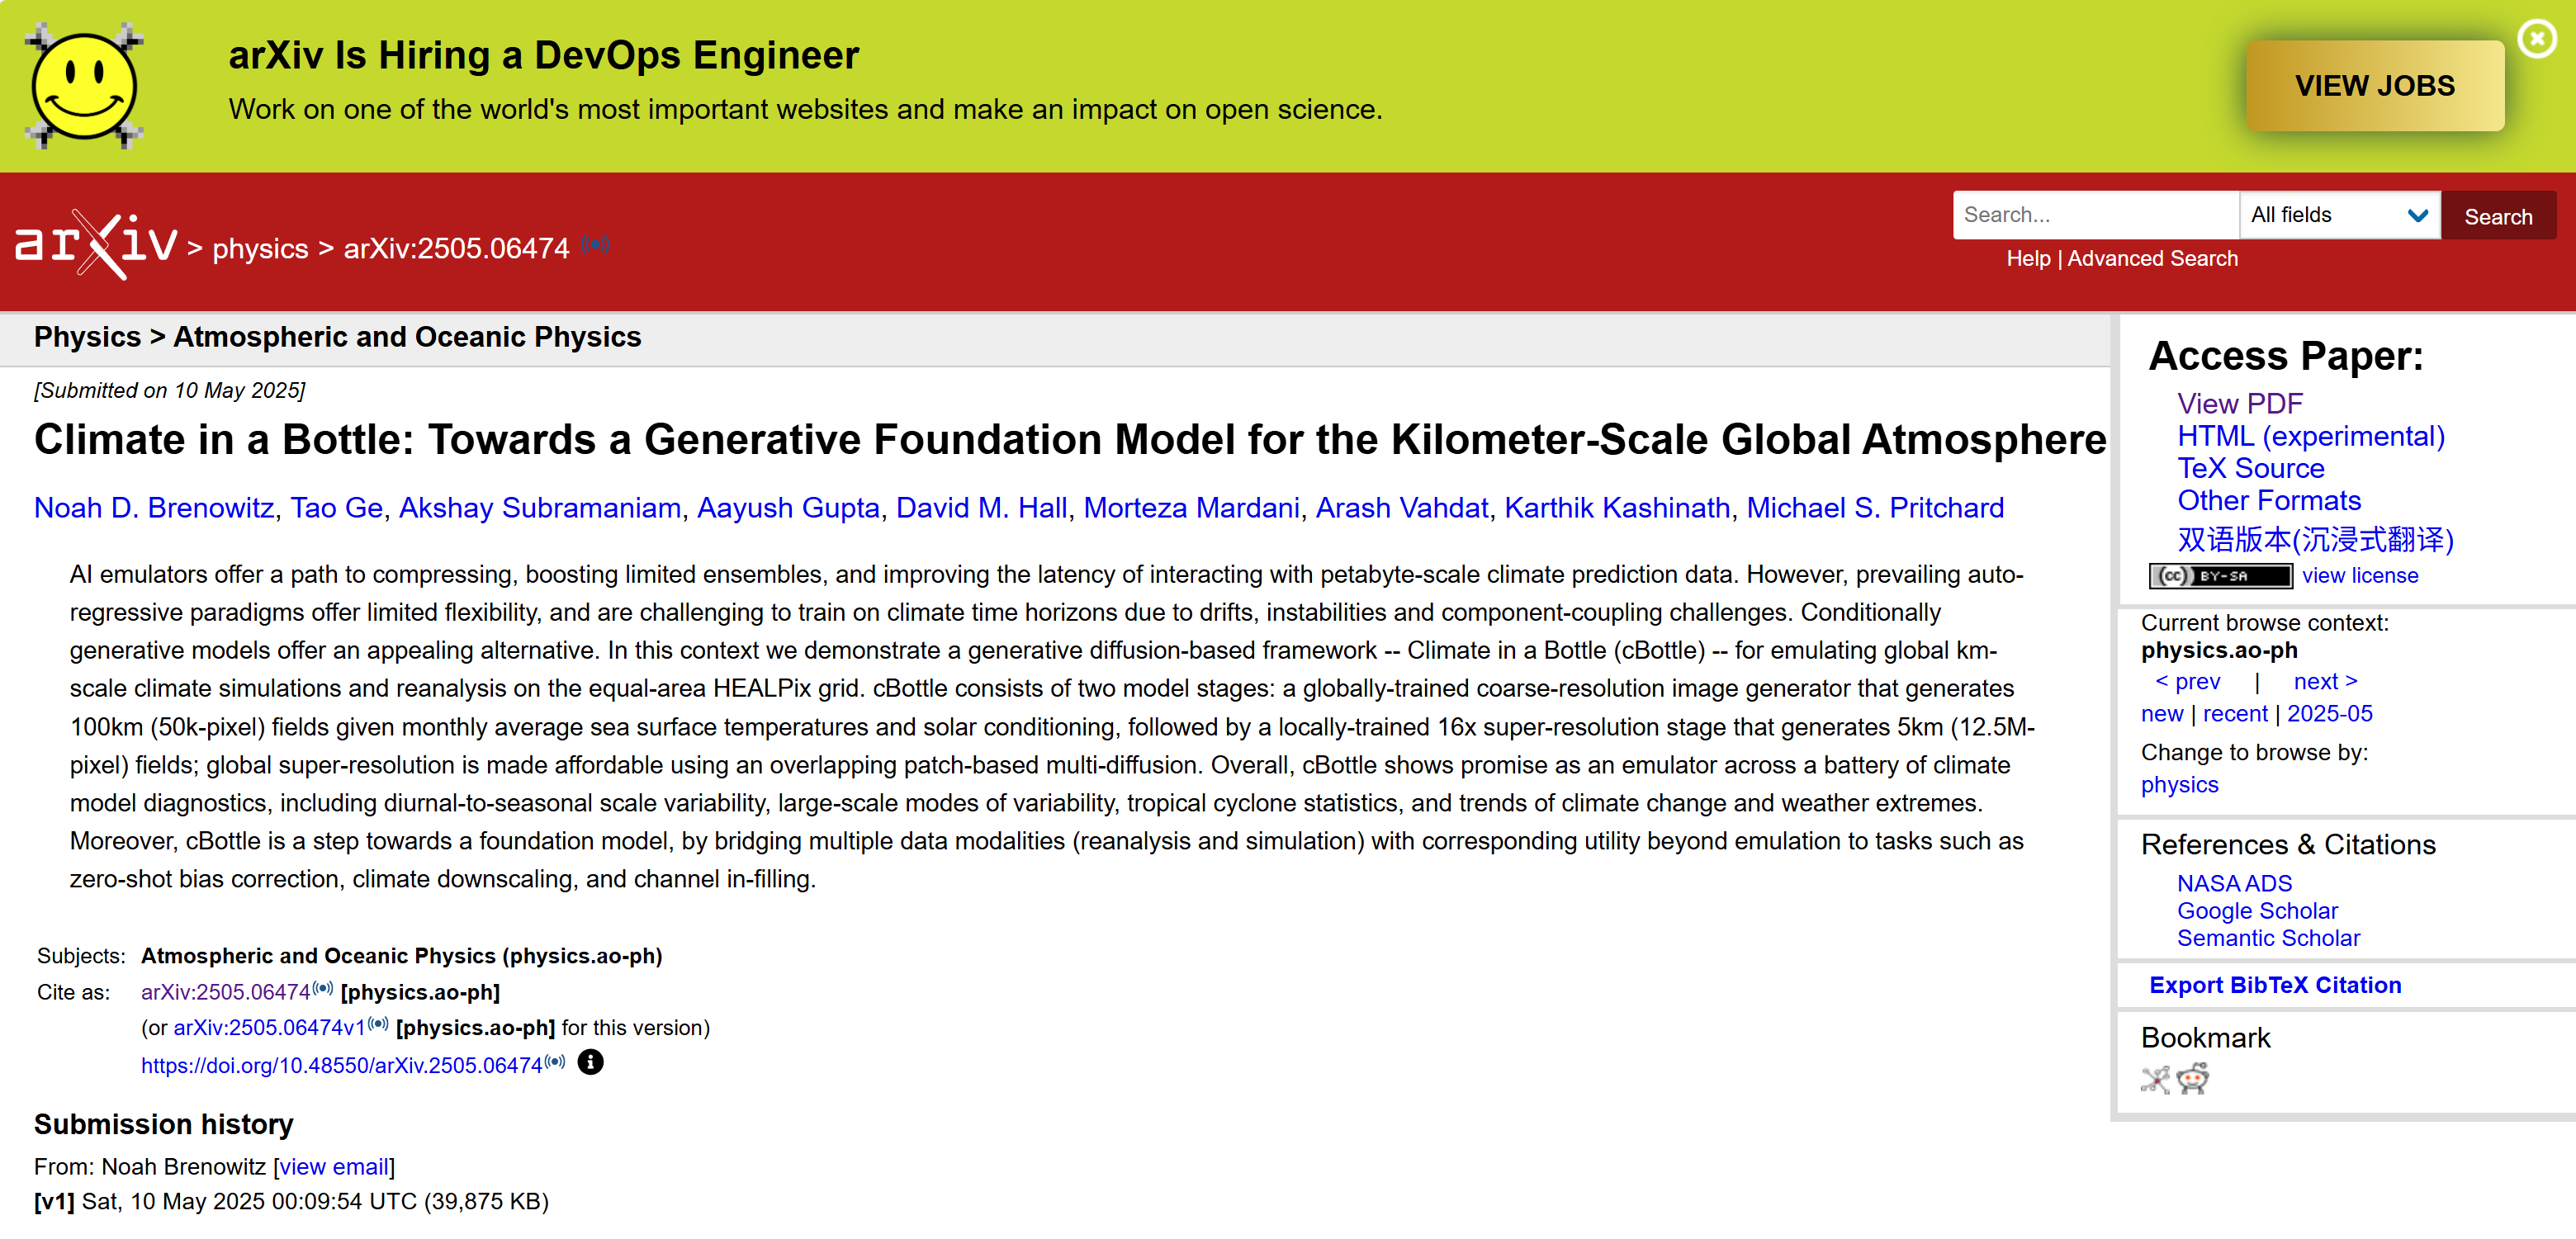 arXiv Is Hiring a DevOps Engineer
Work on one of the world's most important websites and make an impact on open science.
VIEW JOBS
arXiv > physics > arXiv:2505.06474
Search...
All fields
Search
Help | Advanced Search
Physics > Atmospheric and Oceanic Physics
[Submitted on 10 May 2025]
Climate in a Bottle: Towards a Generative Foundation Model for the Kilometer-Scale Global Atmosphere
Noah D. Brenowitz, Tao Ge, Akshay Subramaniam, Aayush Gupta, David M. Hall, Morteza Mardani, Arash Vahdat, Karthik Kashinath, Michael S. Pritchard
AI emulators offer a path to compressing, boosting limited ensembles, and improving the latency of interacting with petabyte-scale climate prediction data. However, prevailing auto-
regressive paradigms offer limited flexibility, and are challenging to train on climate time horizons due to drifts, instabilities and component-coupling challenges. Conditionally
generative models offer an appealing alternative. In this context we demonstrate a generative diffusion-based framework -- Climate in a Bottle (cBottle) -- for emulating global km-
scale climate simulations and reanalysis on the equal-area HEALPix grid. cBottle consists of two model stages: a globally-trained coarse-resolution image generator that generates
100km (50k-pixel) fields given monthly average sea surface temperatures and solar conditioning, followed by a locally-trained 16x super-resolution stage that generates 5km (12.5M-
pixel) fields; global super-resolution is made affordable using an overlapping patch-based multi-diffusion. Overall, cBottle shows promise as an emulator across a battery of climate
model diagnostics, including diurnal-to-seasonal scale variability, large-scale modes of variability, tropical cyclone statistics, and trends of climate change and weather extremes.
Moreover, cBottle is a step towards a foundation model, by bridging multiple data modalities (reanalysis and simulation) with corresponding utility beyond emulation to tasks such as
zero-shot bias correction, climate downscaling, and channel in-filling.
Subjects: Atmospheric and Oceanic Physics (physics.ao-ph)
Cite as: arXiv:2505.06474 [physics.ao-ph]
(or arXiv:2505.06474v1 [physics.ao-ph] for this version)
https://doi.org/10.48550/arXiv.2505.06474
Submission history
From: Noah Brenowitz [view email]
[v1] Sat, 10 May 2025 00:09:54 UTC (39,875 KB)
Access Paper:
View PDF
HTML (experimental)
TeX Source
Other Formats
双语版本(沉浸式翻译)
(cc) BY-SA view license
Current browse context:
physics.ao-ph
< prev | next >
new | recent | 2025-05
Change to browse by:
physics
References & Citations
NASA ADS
Google Scholar
Semantic Scholar
Export BibTeX Citation
Bookmark